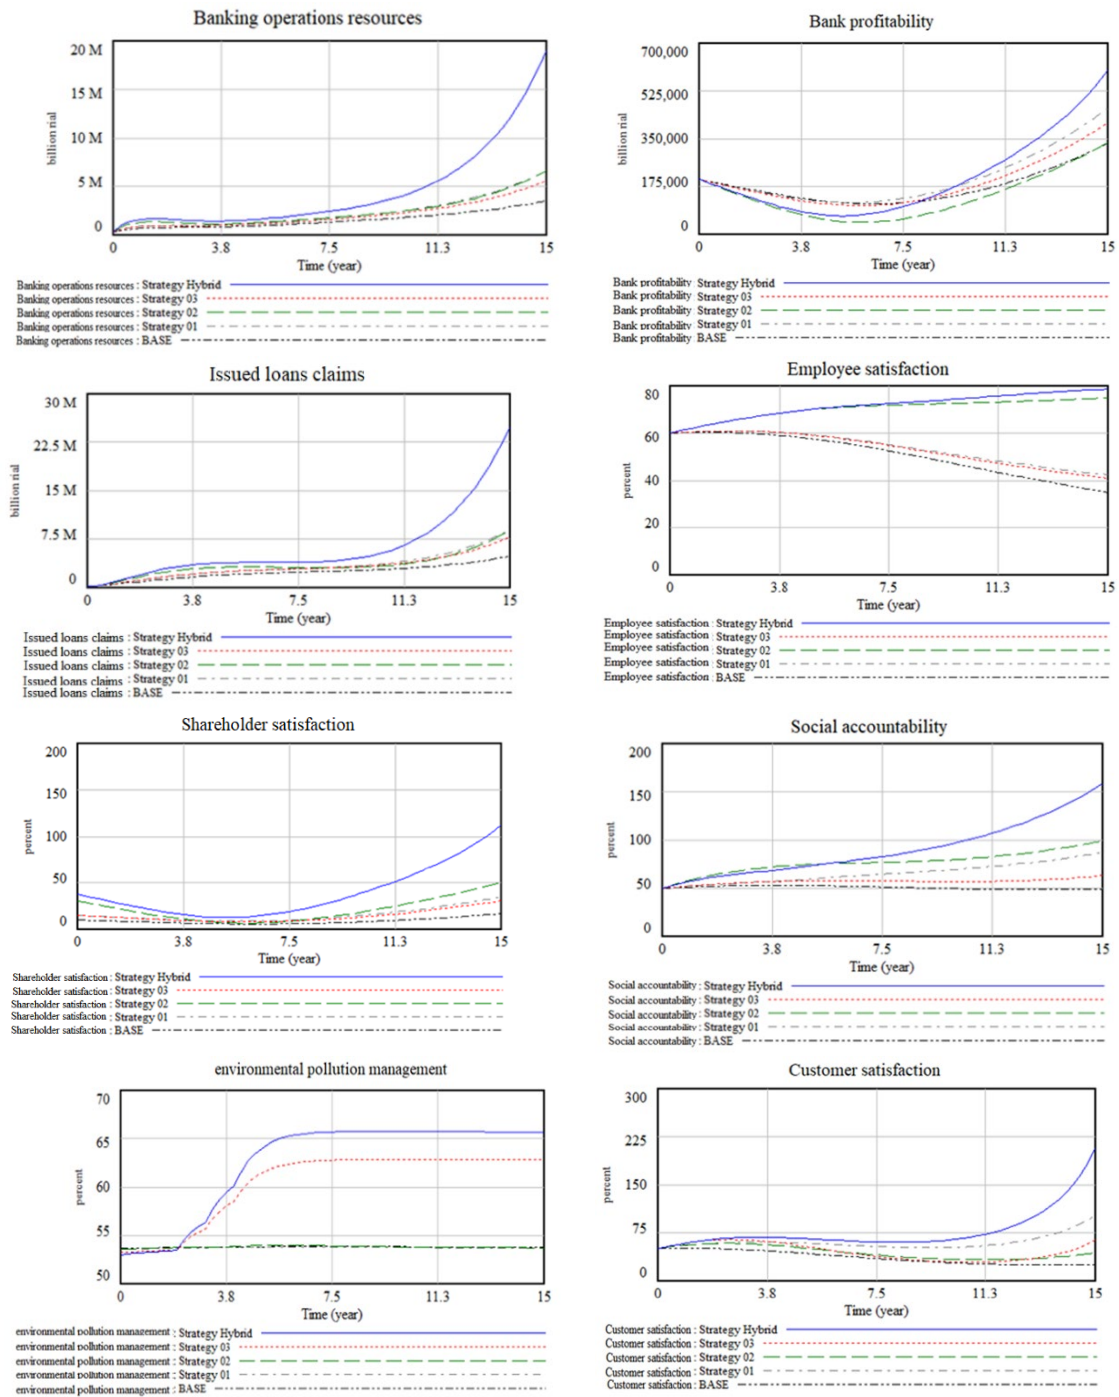 Banking operations resources
20 M
15 M
10 M
5 M
0
billion rial
0 3.8 7.5 11.3 15
Time (year)
Banking operations resources : Strategy Hybrid
Banking operations resources : Strategy 03
Banking operations resources : Strategy 02
Banking operations resources : Strategy 01
Banking operations resources : BASE
Bank profitability
700,000
525,000
350,000
175,000
0
billion rial
0 3.8 7.5 11.3 15
Time (year)
Bank profitability Strategy Hybrid
Bank profitability Strategy 03
Bank profitability Strategy 02
Bank profitability Strategy 01
Bank profitability BASE
Issued loans claims
30 M
22.5 M
15 M
7.5 M
0
billion rial
0 3.8 7.5 11.3 15
Time (year)
Issued loans claims : Strategy Hybrid
Issued loans claims : Strategy 03
Issued loans claims : Strategy 02
Issued loans claims : Strategy 01
Issued loans claims : BASE
Employee satisfaction
80
60
40
20
0
percent
0 3.8 7.5 11.3 15
Time (year)
Employee satisfaction : Strategy Hybrid
Employee satisfaction : Strategy 03
Employee satisfaction : Strategy 02
Employee satisfaction : Strategy 01
Employee satisfaction : BASE
Shareholder satisfaction
200
150
100
50
0
percent
0 3.8 7.5 11.3 15
Time (year)
Shareholder satisfaction : Strategy Hybrid
Shareholder satisfaction : Strategy 03
Shareholder satisfaction : Strategy 02
Shareholder satisfaction : Strategy 01
Shareholder satisfaction : BASE
Social accountability
200
150
100
50
0
percent
0 3.8 7.5 11.3 15
Time (year)
Social accountability : Strategy Hybrid
Social accountability : Strategy 03
Social accountability : Strategy 02
Social accountability : Strategy 01
Social accountability : BASE
environmental pollution management
70
65
60
55
50
percent
0 3.8 7.5 11.3 15
Time (year)
environmental pollution management : Strategy Hybrid
environmental pollution management : Strategy 03
environmental pollution management : Strategy 02
environmental pollution management : Strategy 01
environmental pollution management : BASE
Customer satisfaction
300
225
150
75
0
percent
0 3.8 7.5 11.3 15
Time (year)
Customer satisfaction : Strategy Hybrid
Customer satisfaction : Strategy 03
Customer satisfaction : Strategy 02
Customer satisfaction : Strategy 01
Customer satisfaction : BASE